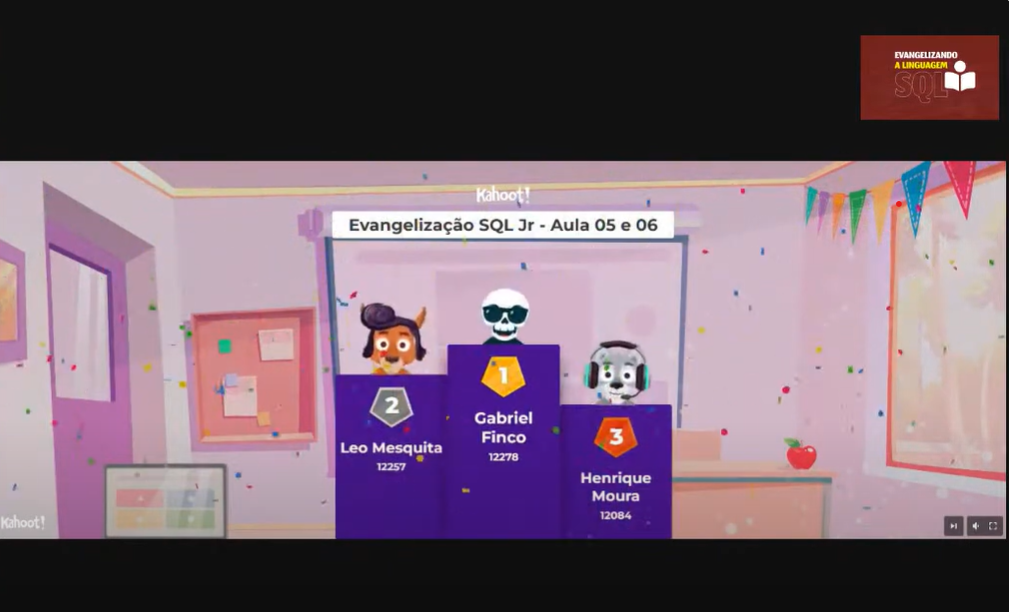 EVANGELIZANDO
A LINGUAGEM
SQL
Kahoot!
Evangelização SQL Jr - Aula 05 e 06
1
Gabriel
Finco
12278
2
Leo Mesquita
12257
3
Henrique
Moura
12084
Kahoot!